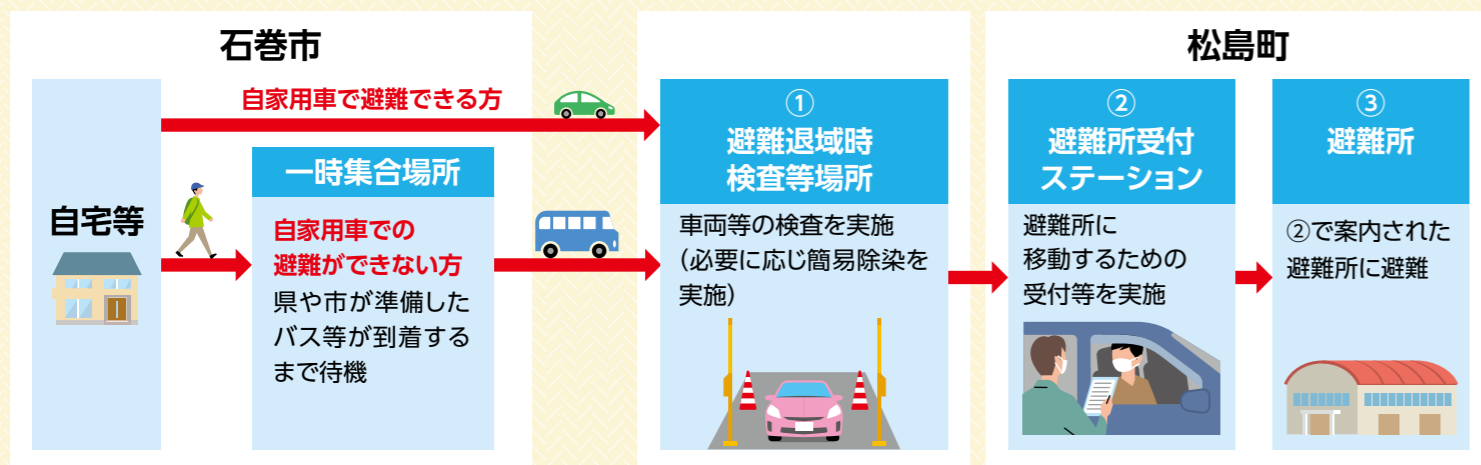 石巻市
自宅等
自家用車で避難できる方
一時集合場所
自家用車での
避難ができない方
県や市が準備した
バス等が到着する
まで待機
①
避難退域時
検査等場所
車両等の検査を実施
（必要に応じ簡易除染を
実施）
松島町
②
避難所受付
ステーション
避難所に
移動するための
受付等を実施
③
避難所
②で案内された
避難所に避難